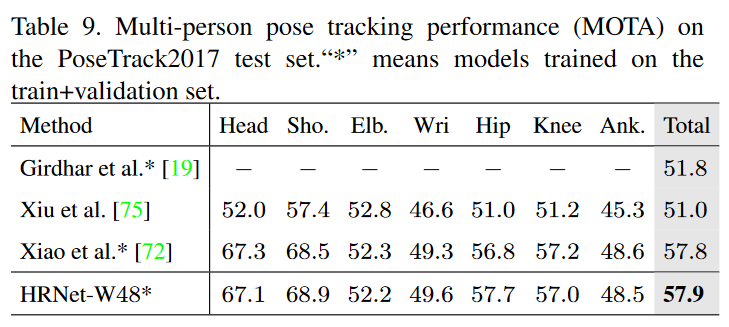 Table 9. Multi-person pose tracking performance (MOTA) on
the PoseTrack2017 test set.“*” means models trained on the
train+validation set.
Method Head Sho. Elb. Wri Hip Knee Ank. Total
Girdhar et al.* [19] – – – – – – – 51.8
Xiu et al. [75] 52.0 57.4 52.8 46.6 51.0 51.2 45.3 51.0
Xiao et al.* [72] 67.3 68.5 52.3 49.3 56.8 57.2 48.6 57.8
HRNet-W48* 67.1 68.9 52.2 49.6 57.7 57.0 48.5 57.9